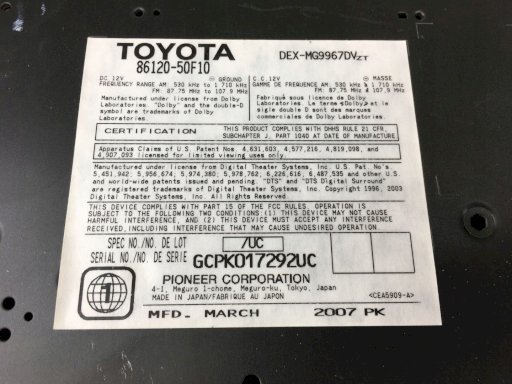 TOYOTA
86120-50F10
DEX-MG9967DVZT
DC 12V ⊖ GROUND
FREQUENCY RANGE AM: 530 kHz to 1 710 kHz
FM: 87.75 MHz to 107.9 MHz
Manufactured under license from Dolby
Laboratories. "Dolby" and the double-D
symbol are trademarks of Dolby
Laboratories.
C.C. 12V ⊖ MASSE
GAMME DE FREQUENCE AM: 530 kHz à 1 710 kHz
FM: 87.75 MHz à 107.9 MHz
Fabriqué sous licence de Dolby
Laboratories. Le terme «Dolby» et le
sigle double D sont des marques
commerciales de Dolby Laboratories.
CERTIFICATION
THIS PRODUCT COMPLIES WITH DHHS RULE 21 CFR,
SUBCHAPTER J, PART 1040 AT DATE OF MANUFACTURE.
Apparatus Claims of U.S. Patent Nos. 4,631,603, 4,577,216, 4,819,098, and
4,907,093 licensed for limited viewing uses only.
Manufactured under license from Digital Theater Systems, Inc. U.S. Pat. No's
5,451,942; 5,956,674; 5,974,380; 5,978,762; 6,226,616; 6,487,535 and other U.S.
and world-wide patents issued and pending. "DTS" and "DTS Digital Surround"
are registered trademarks of Digital Theater Systems, Inc. Copyright 1996, 2003
Digital Theater Systems, Inc. All Rights Reserved.
THIS DEVICE COMPLIES WITH PART 15 OF THE FCC RULES. OPERATION IS
SUBJECT TO THE FOLLOWING TWO CONDITIONS:(1) THIS DEVICE MAY NOT CAUSE
HARMFUL INTERFERENCE, AND (2) THIS DEVICE MUST ACCEPT ANY INTERFERENCE
RECEIVED, INCLUDING INTERFERENCE THAT MAY CAUSE UNDESIRED OPERATION.
SPEC NO./NO. DE LOT /UC
SERIAL NO./NO. DE SERIE GCPK017292UC
1
PIONEER CORPORATION
4-1, Meguro 1-chome, Meguro-ku, Tokyo, Japan
MADE IN JAPAN/FABRIQUÉ AU JAPON
<CEA5909-A>
MFD. MARCH 2007 PK